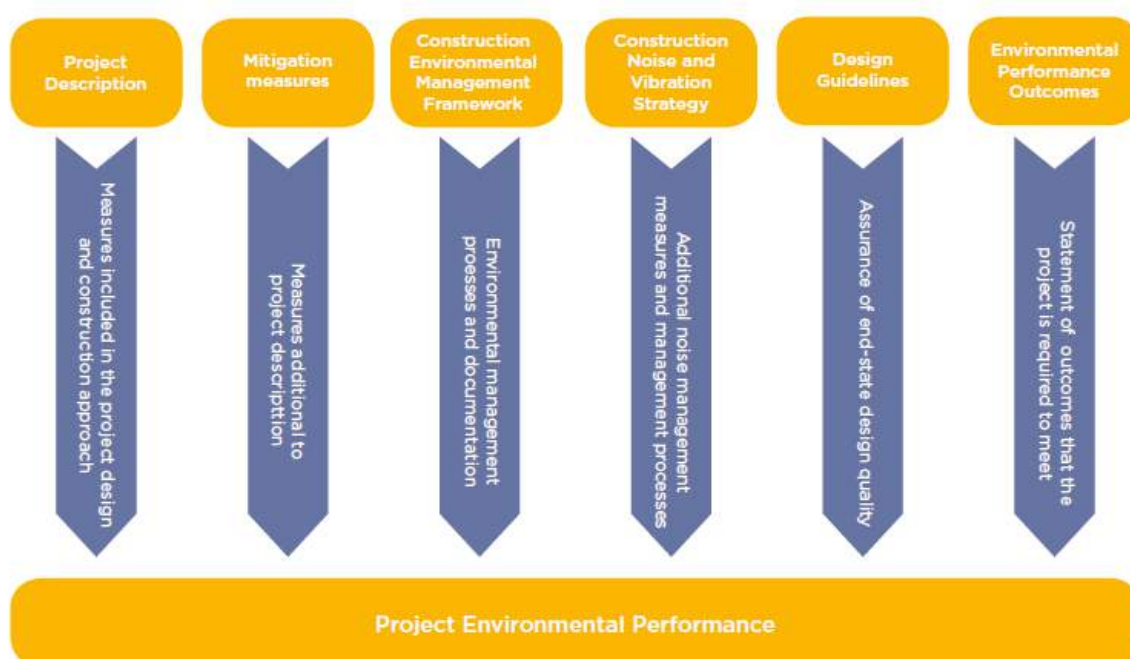 Project
Description
Mitigation
measures
Construction
Environmental
Management
Framework
Construction
Noise and
Vibration
Strategy
Design
Guidelines
Environmental
Performance
Outcomes
Measures included in the project design
and construction approach
Measures additional to
project descripttion
Environmental management
proesses and documentation
Additional noise management
measures and management processes
Assurance of end-state design quality
Statement of outcomes that the
project is required to meet
Project Environmental Performance